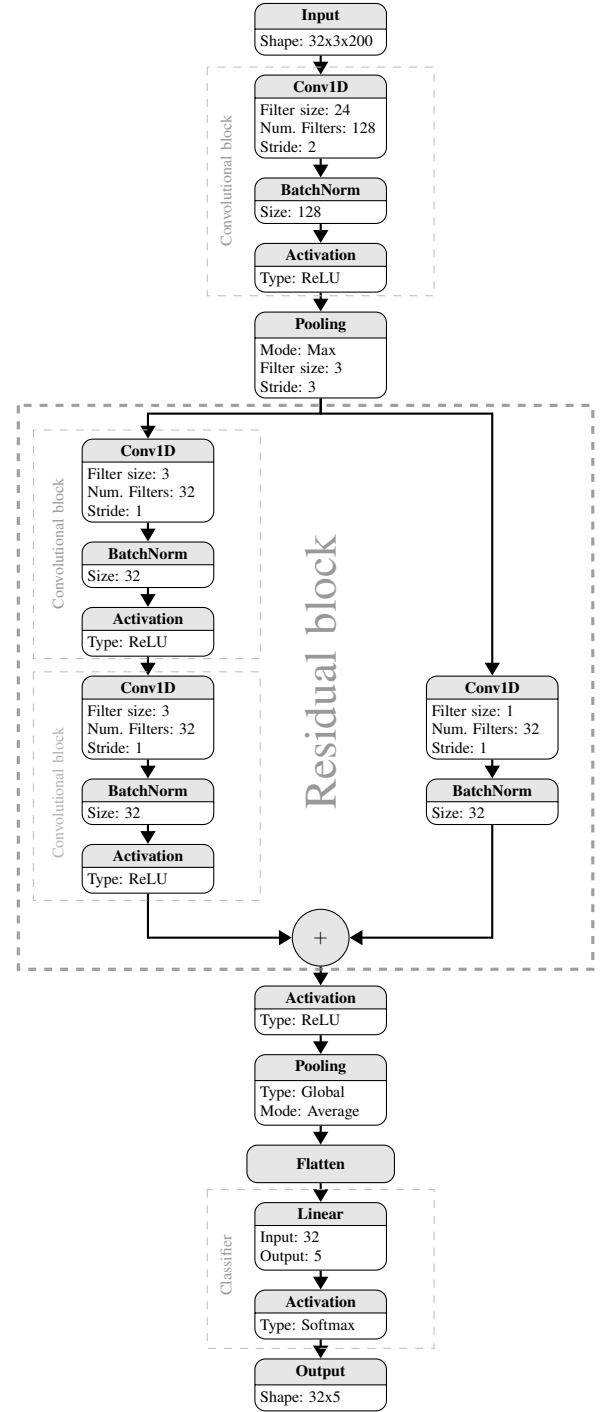 Input
Shape: 32x3x200
Convolutional block
Conv1D
Filter size: 24
Num. Filters: 128
Stride: 2
BatchNorm
Size: 128
Activation
Type: ReLU
Pooling
Mode: Max
Filter size: 3
Stride: 3
Residual block
Convolutional block
Conv1D
Filter size: 3
Num. Filters: 32
Stride: 1
BatchNorm
Size: 32
Activation
Type: ReLU
Convolutional block
Conv1D
Filter size: 3
Num. Filters: 32
Stride: 1
BatchNorm
Size: 32
Activation
Type: ReLU
Conv1D
Filter size: 1
Num. Filters: 32
Stride: 1
BatchNorm
Size: 32
+
Activation
Type: ReLU
Pooling
Type: Global
Mode: Average
Flatten
Classifier
Linear
Input: 32
Output: 5
Activation
Type: Softmax
Output
Shape: 32x5